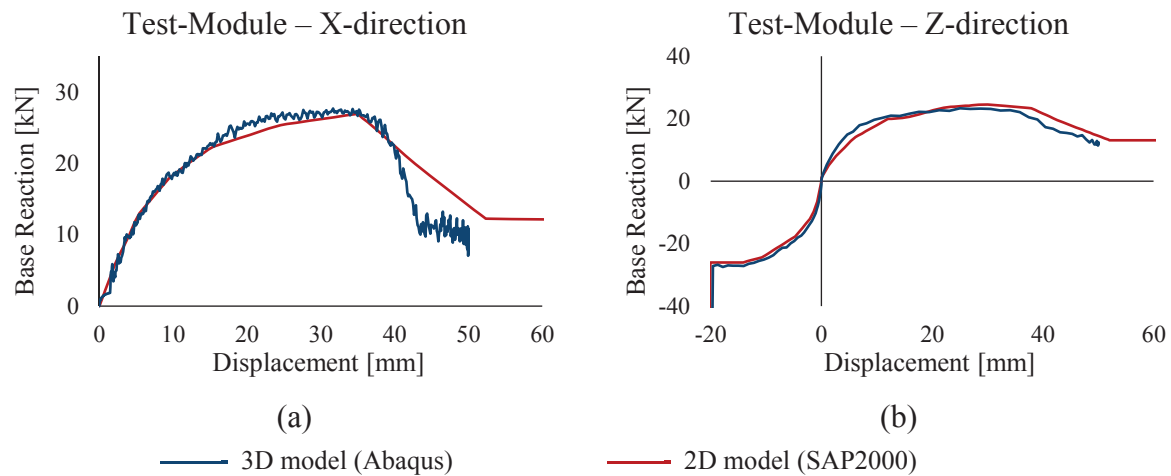 Test-Module – X-direction
Base Reaction [kN]
30
20
10
0
0 10 20 30 40 50 60
Displacement [mm]
(a)
Test-Module – Z-direction
Base Reaction [kN]
40
20
0
-20
-40
-20 0 20 40 60
Displacement [mm]
(b)
3D model (Abaqus) 2D model (SAP2000)